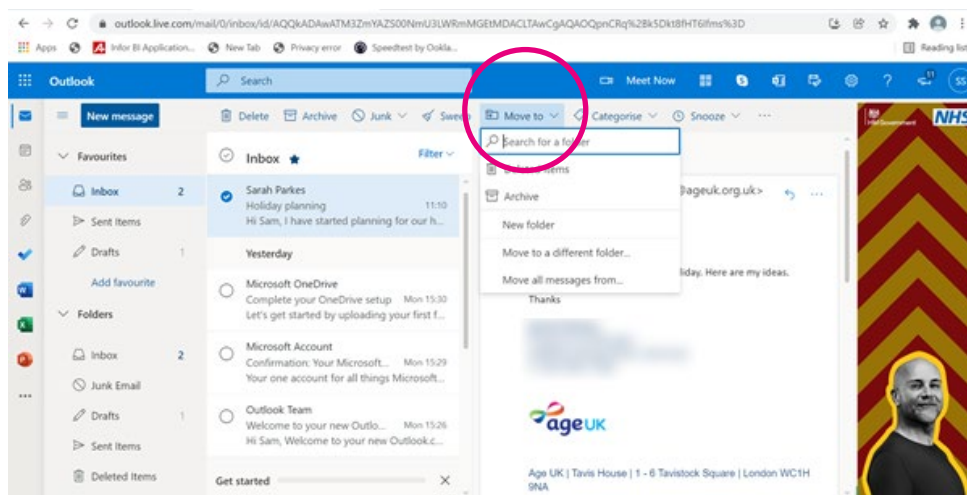 outlook.live.com/mail/0/inbox/id/AQQkADAwATM3ZmYAZS00NmU3LWRmMGEtMDACLTAwCgAQAOQpnCRq%2Bk5Dkt8fHT6Ifms%3D
Apps Infor BI Application... New Tab Privacy error Speedtest by Ookla... Reading list
Outlook Search Meet Now ? 11 SS
New message Delete Archive Junk Sweep Move to Categorise Snooze ...
HM Government NHS
Favourites
Inbox 2
Sent Items
Drafts 1
Add favourite
Folders
Inbox 2
Junk Email
Drafts 1
Sent Items
Deleted Items
Inbox Filter
Sarah Parkes
Holiday planning 11:10
Hi Sam, I have started planning for our h...
Yesterday
Microsoft OneDrive
Complete your OneDrive setup Mon 15:30
Let's get started by uploading your first f...
Microsoft Account
Confirmation: Your Microsoft... Mon 15:29
Your one account for all things Microsoft...
Outlook Team
Welcome to your new Outlo... Mon 15:26
Hi Sam, Welcome to your new Outlook.c...
Get started
Search for a folder
Deleted Items
Archive
New folder
Move to a different folder...
Move all messages from...
@ageuk.org.uk>
liday. Here are my ideas.
Thanks
ageUK
Age UK | Tavis House | 1 - 6 Tavistock Square | London WC1H
9NA